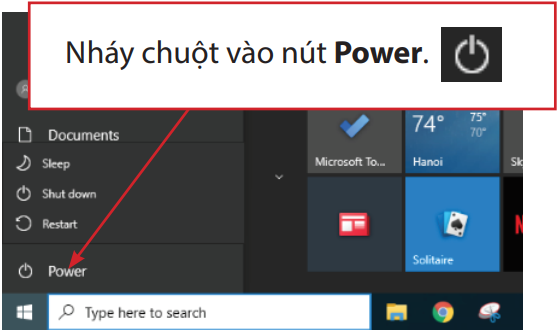 Nháy chuột vào nút Power.
Documents
Sleep
Shut down
Restart
Power
Microsoft To...
74°
75°
70°
Hanoi
Solitaire
Type here to search